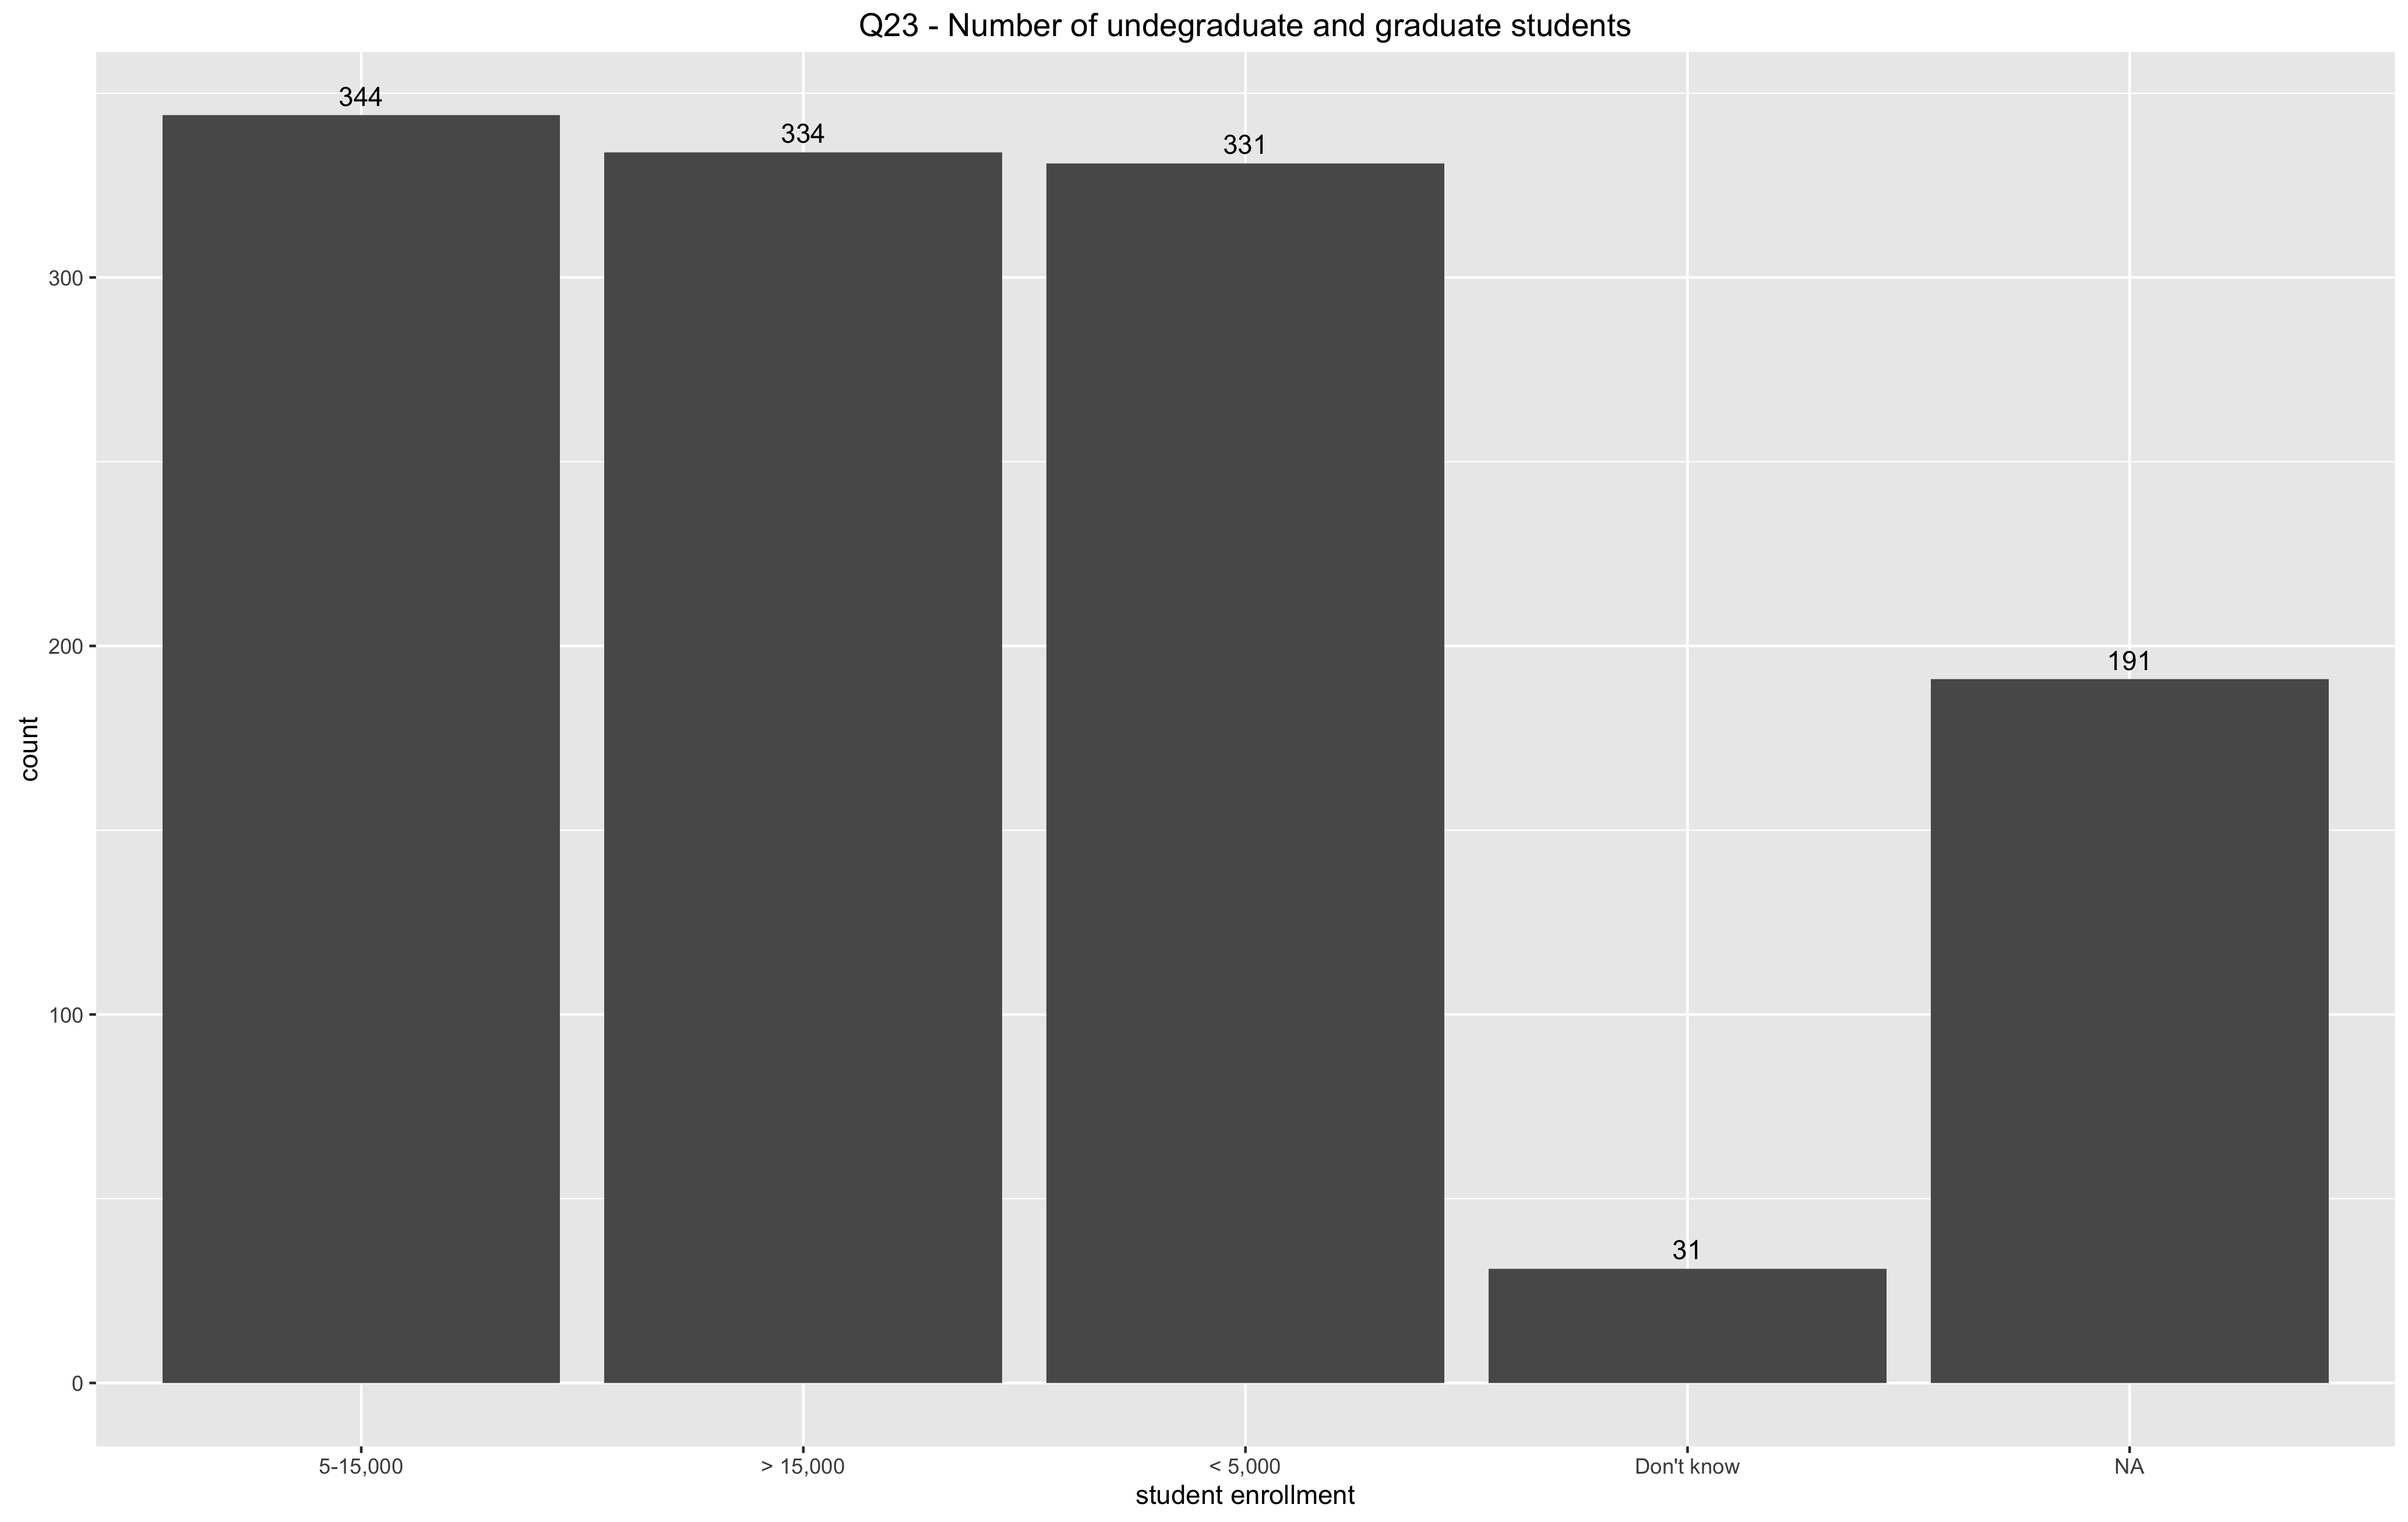 Q23 - Number of undegraduate and graduate students
344
334
331
31
191
300
200
100
0
count
5-15,000
> 15,000
< 5,000
Don't know
NA
student enrollment